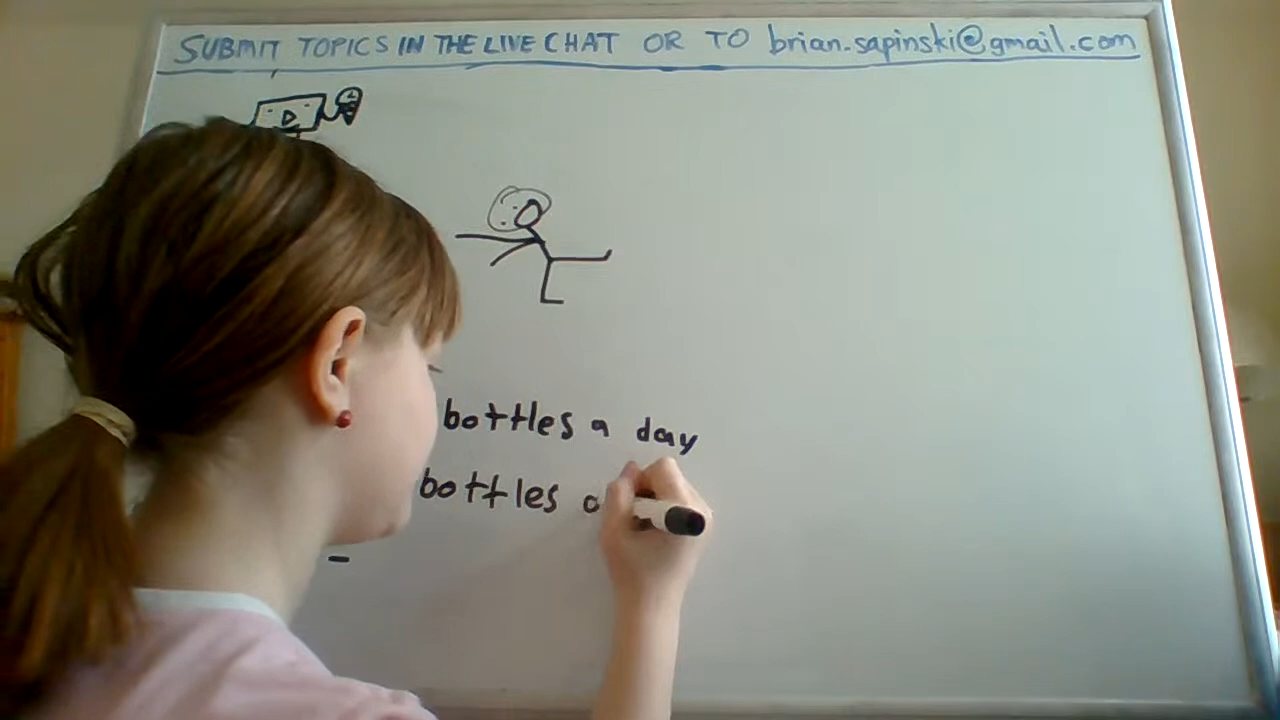 SUBMIT TOPICS IN THE LIVE CHAT OR TO brian.sapinski@gmail.com
bottles a day
bottles a